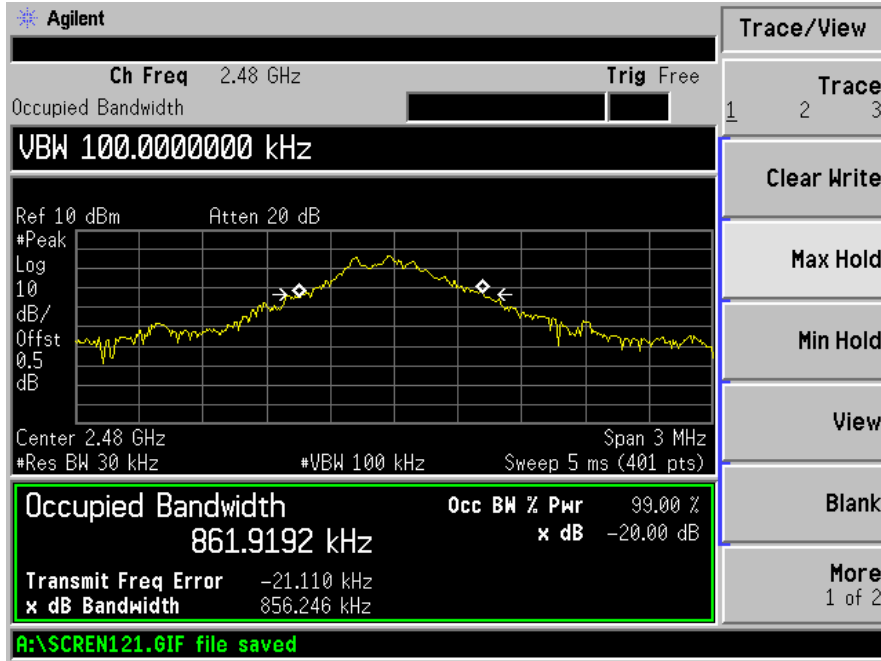 Agilent
Trace/View
Ch Freq 2.48 GHz Trig Free
Occupied Bandwidth
VBW 100.0000000 kHz
Ref 10 dBm Atten 20 dB
#Peak
Log
10
dB/
Offst
0.5
dB
Center 2.48 GHz Span 3 MHz
#Res BW 30 kHz #VBW 100 kHz Sweep 5 ms (401 pts)
Occupied Bandwidth Occ BW % Pwr 99.00 %
861.9192 kHz x dB -20.00 dB
Transmit Freq Error -21.110 kHz
x dB Bandwidth 856.246 kHz
A:\SCREN121.GIF file saved
Trace
1 2 3
Clear Write
Max Hold
Min Hold
View
Blank
More
1 of 2